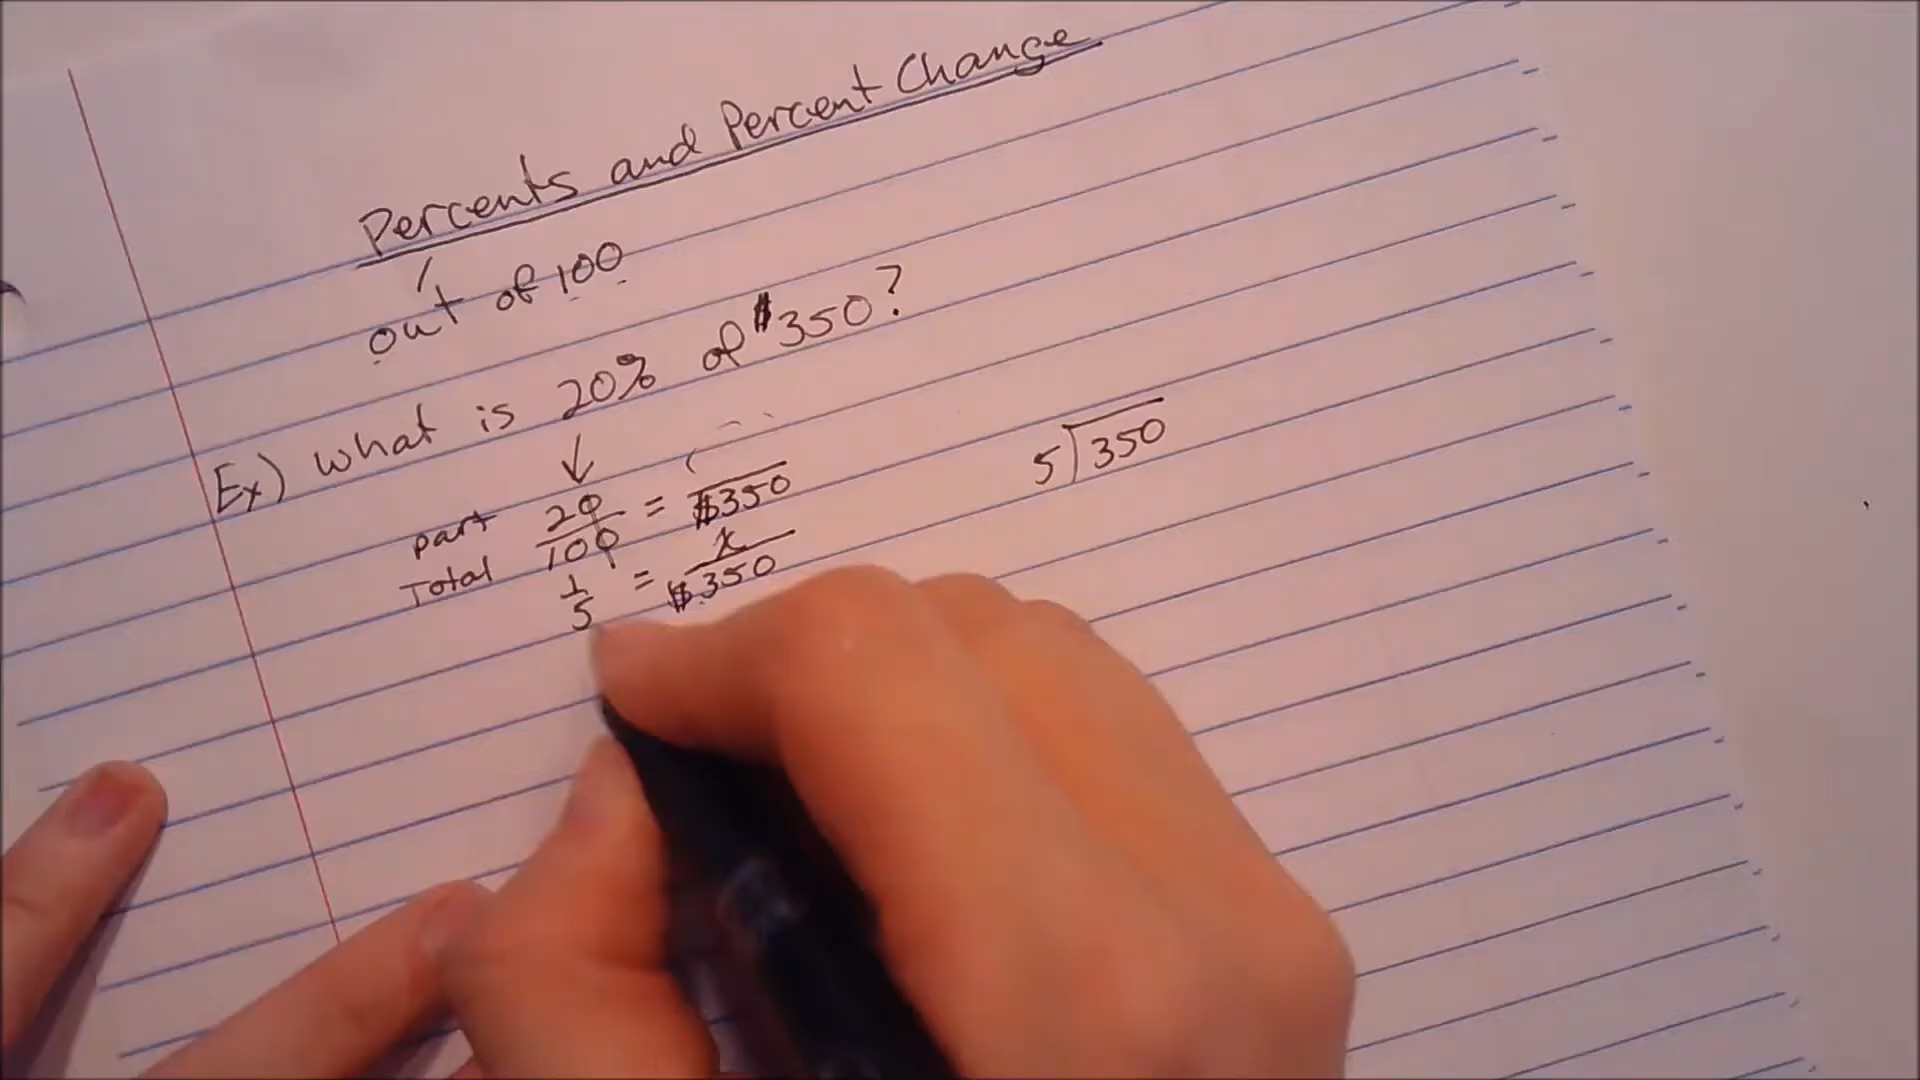 Percents and Percent Change
out of 100
Ex) What is 20% of $350?
part 20/100 = /$350
Total
1/5 = x/$350
5)350